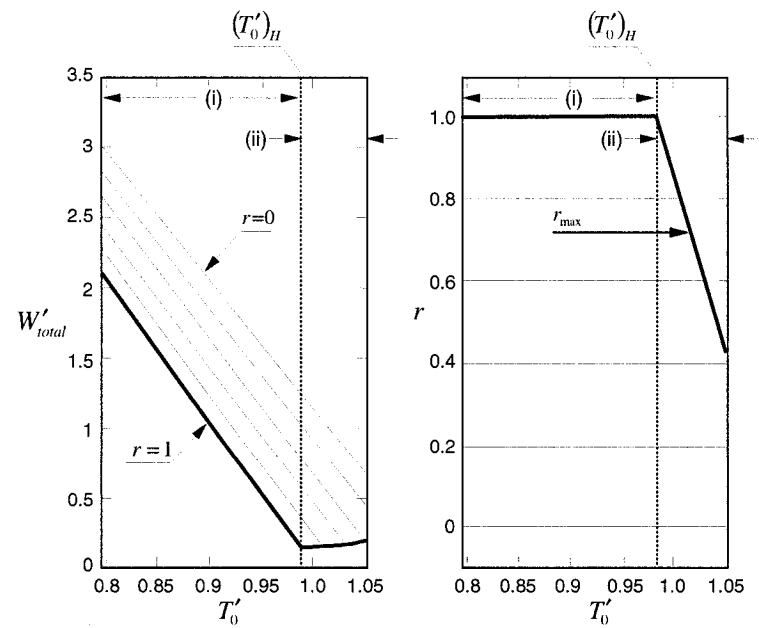 (T′₀)H (T′₀)H
3.5
(i) (i)
1.0
(ii) (ii)
3
2.5
r=0
0.8
rmax
2
0.6
W′total
r
1.5
0.4
1
r=1
0.2
0.5
0
0
0.8 0.85 0.9 0.95 1.0 1.05 0.8 0.85 0.9 0.95 1.0 1.05
T′₀ T′₀